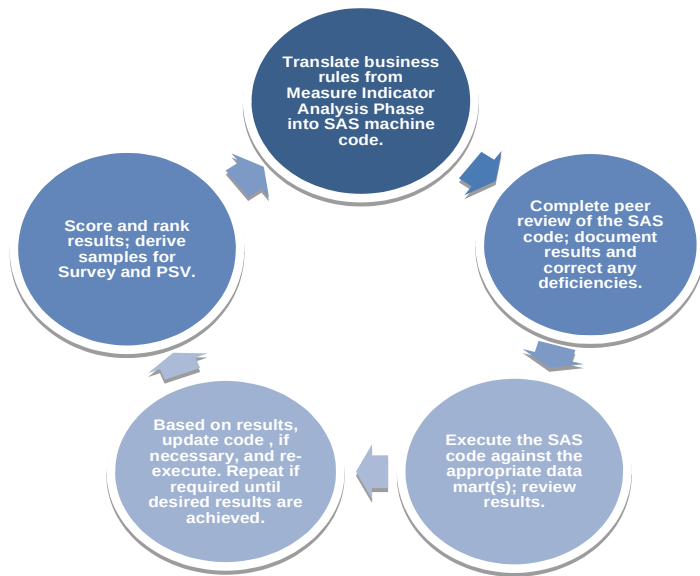 Translate business
rules from
Measure Indicator
Analysis Phase
into SAS machine
code.
Complete peer
review of the SAS
code; document
results and
correct any
deficiencies.
Execute the SAS
code against the
appropriate data
mart(s); review
results.
Based on results,
update code , if
necessary, and re-
execute. Repeat if
required until
desired results are
achieved.
Score and rank
results; derive
samples for
Survey and PSV.